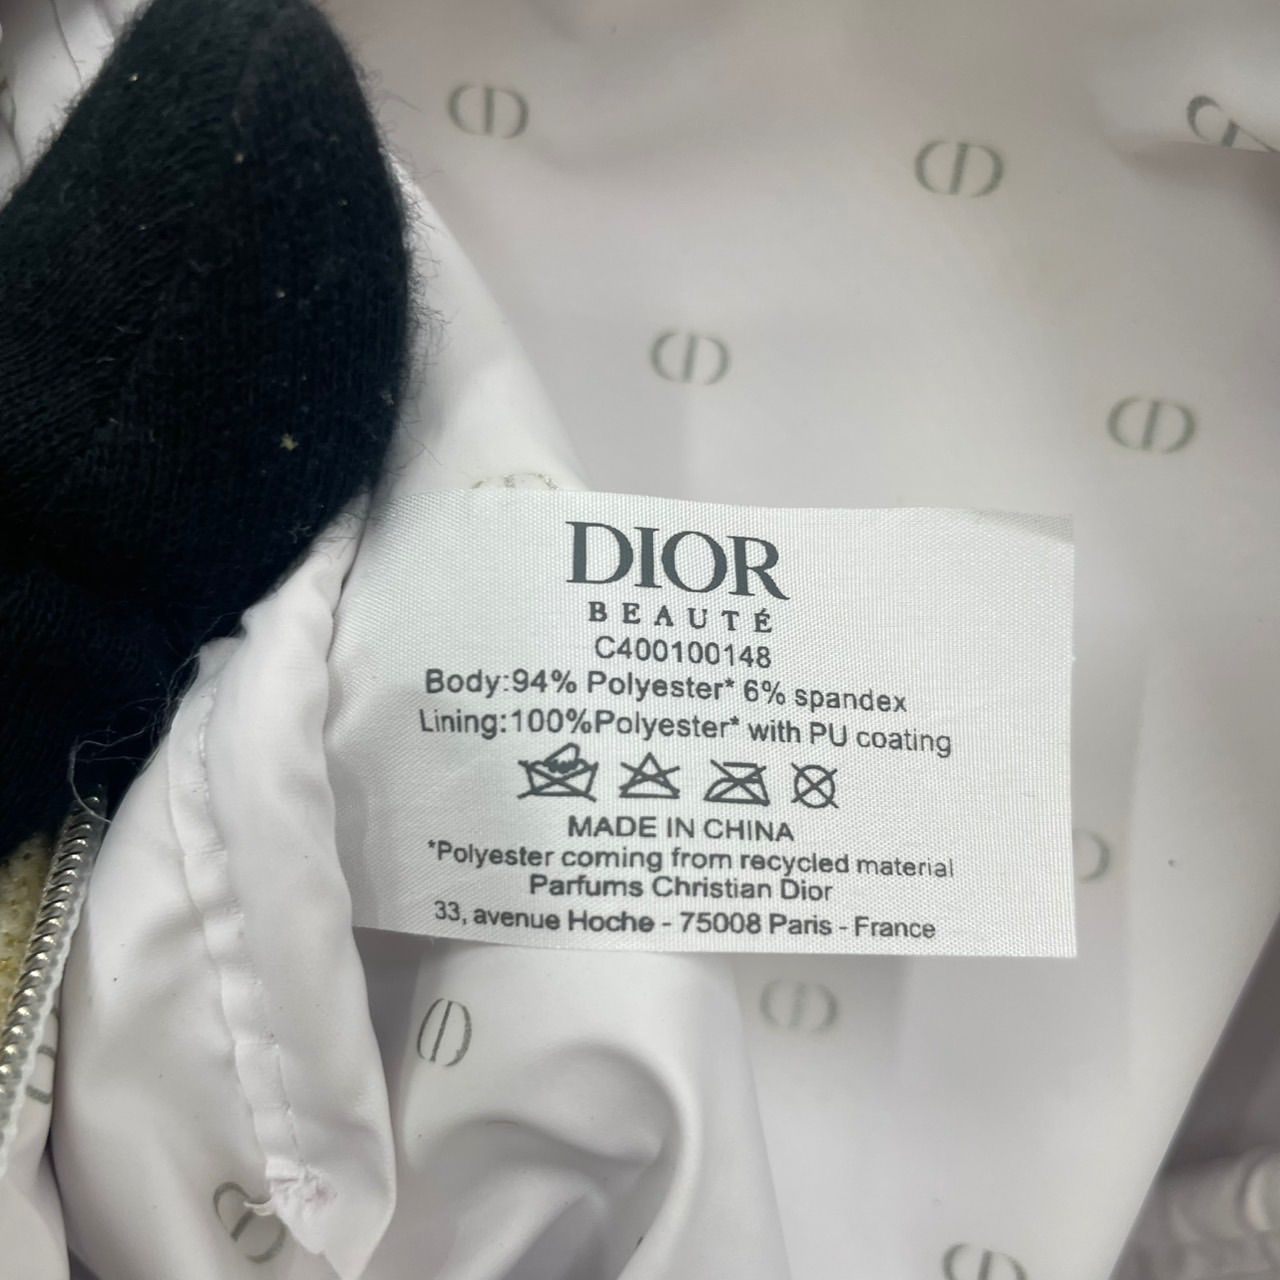 DIOR
BEAUTÉ
C400100148
Body:94% Polyester* 6% spandex
Lining:100%Polyester* with PU coating
MADE IN CHINA
*Polyester coming from recycled material
Parfums Christian Dior
33, avenue Hoche - 75008 Paris - France